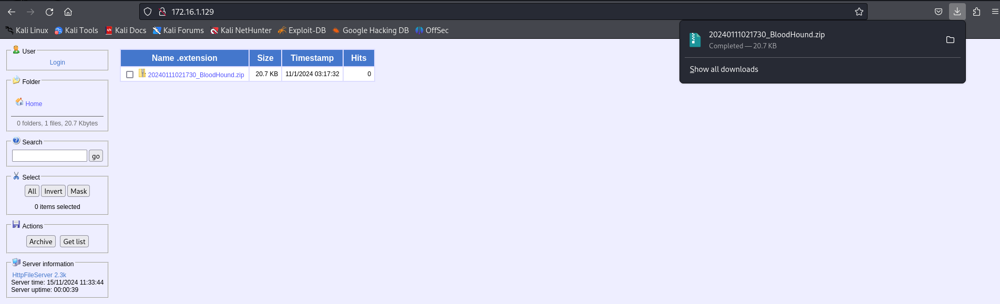 172.16.1.129
Kali Linux Kali Tools Kali Docs Kali Forums Kali NetHunter Exploit-DB Google Hacking DB OffSec
20240111021730_BloodHound.zip
Completed — 20.7 KB
Show all downloads
User
Login
Folder
Home
0 folders, 1 files, 20.7 Kbytes
Search
go
Select
All Invert Mask
0 items selected
Actions
Archive Get list
Server information
HttpFileServer 2.3k
Server time: 15/11/2024 11:33:44
Server uptime: 00:00:39
Name .extension Size Timestamp Hits
20240111021730_BloodHound.zip 20.7 KB 11/1/2024 03:17:32 0